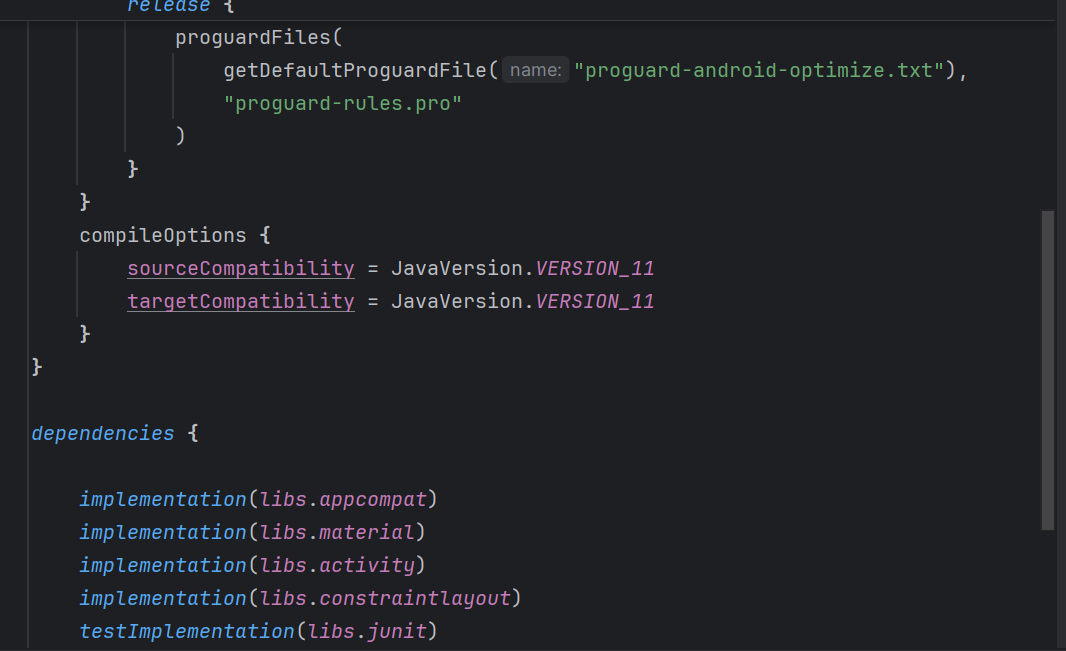 release {
proguardFiles(
getDefaultProguardFile( name: "proguard-android-optimize.txt"),
"proguard-rules.pro"
)
}
}
compileOptions {
sourceCompatibility = JavaVersion.VERSION_11
targetCompatibility = JavaVersion.VERSION_11
}
}
dependencies {
implementation(libs.appcompat)
implementation(libs.material)
implementation(libs.activity)
implementation(libs.constraintlayout)
testImplementation(libs.junit)